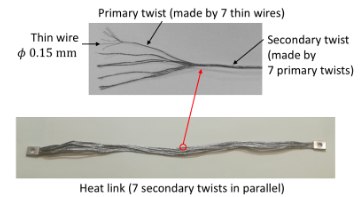 Primary twist (made by 7 thin wires)
Thin wire
ϕ 0.15 mm
Secondary twist
(made by
7 primary twists)
Heat link (7 secondary twists in parallel)